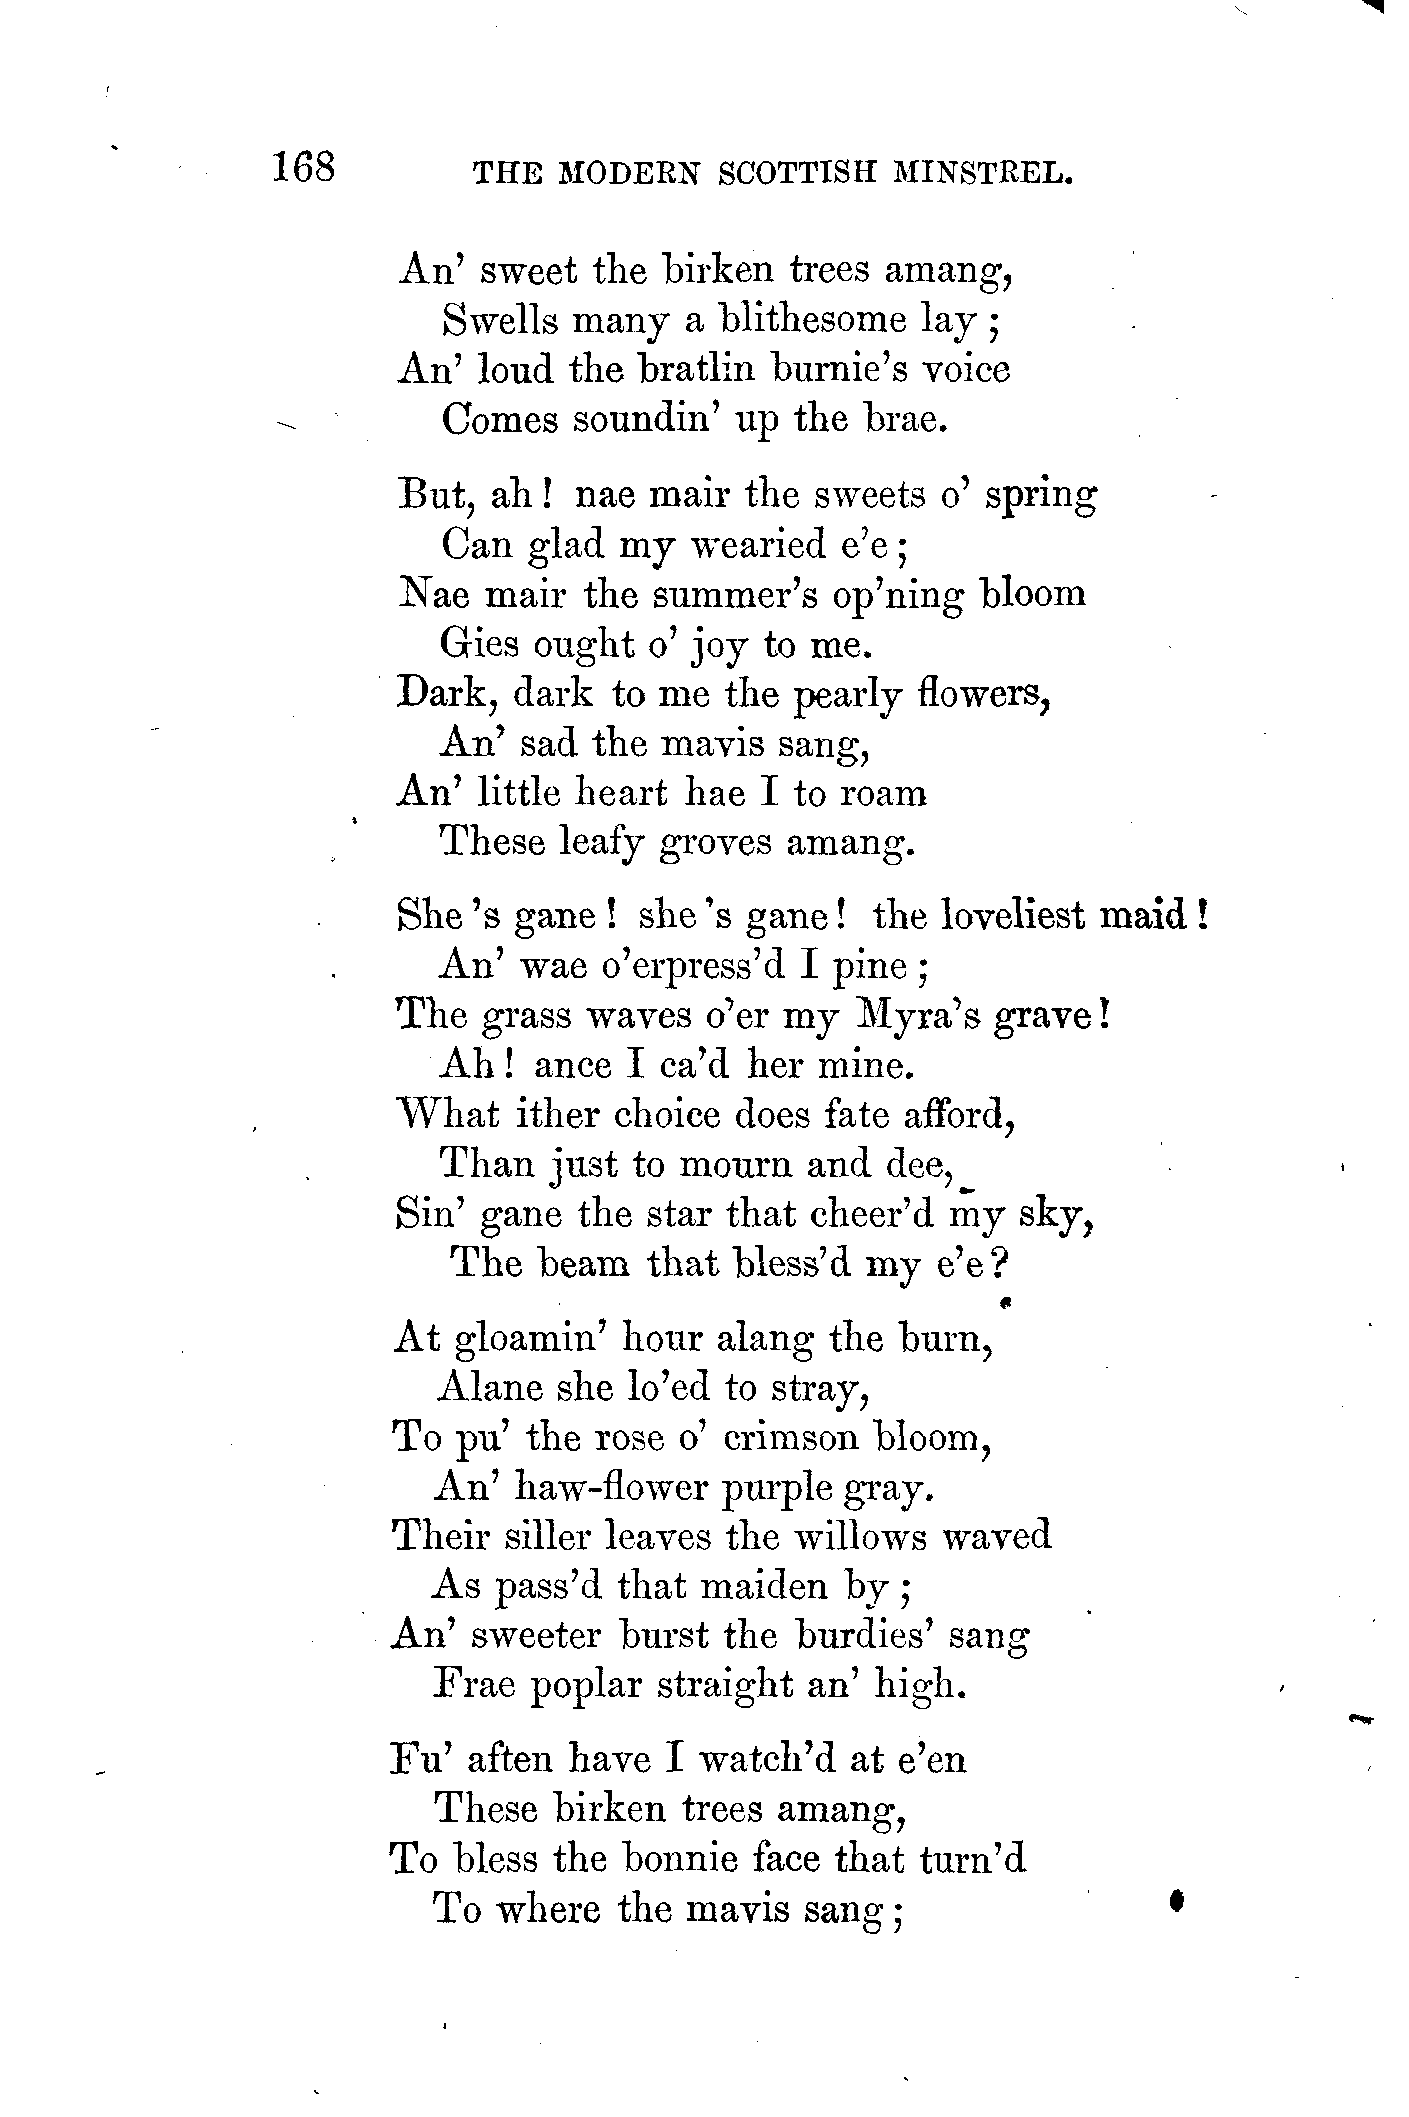 168 THE MODERN SCOTTISH MINSTREL.
An' sweet the birken trees amang,
Swells many a blithesome lay ;
An' loud the bratlin burnie's voice
Comes soundin' up the brae.
But, ah ! nae mair the sweets o' spring
Can glad my wearied e'e ;
Nae mair the summer's op'ning bloom
Gies ought o' joy to me.
Dark, dark to me the pearly flowers,
An' sad the mavis sang,
An' little heart hae I to roam
These leafy groves amang.
She 's gane ! she 's gane ! the loveliest maid !
An' wae o'erpress'd I pine ;
The grass waves o'er my Myra's grave !
Ah ! ance I ca'd her mine.
What ither choice does fate afford,
Than just to mourn and dee,
Sin' gane the star that cheer'd my sky,
The beam that bless'd my e'e ?
At gloamin' hour alang the burn,
Alane she lo'ed to stray,
To pu' the rose o' crimson bloom,
An' haw-flower purple gray.
Their siller leaves the willows waved
As pass'd that maiden by ;
An' sweeter burst the burdies' sang
Frae poplar straight an' high.
Fu' aften have I watch'd at e'en
These birken trees amang,
To bless the bonnie face that turn'd
To where the mavis sang ;